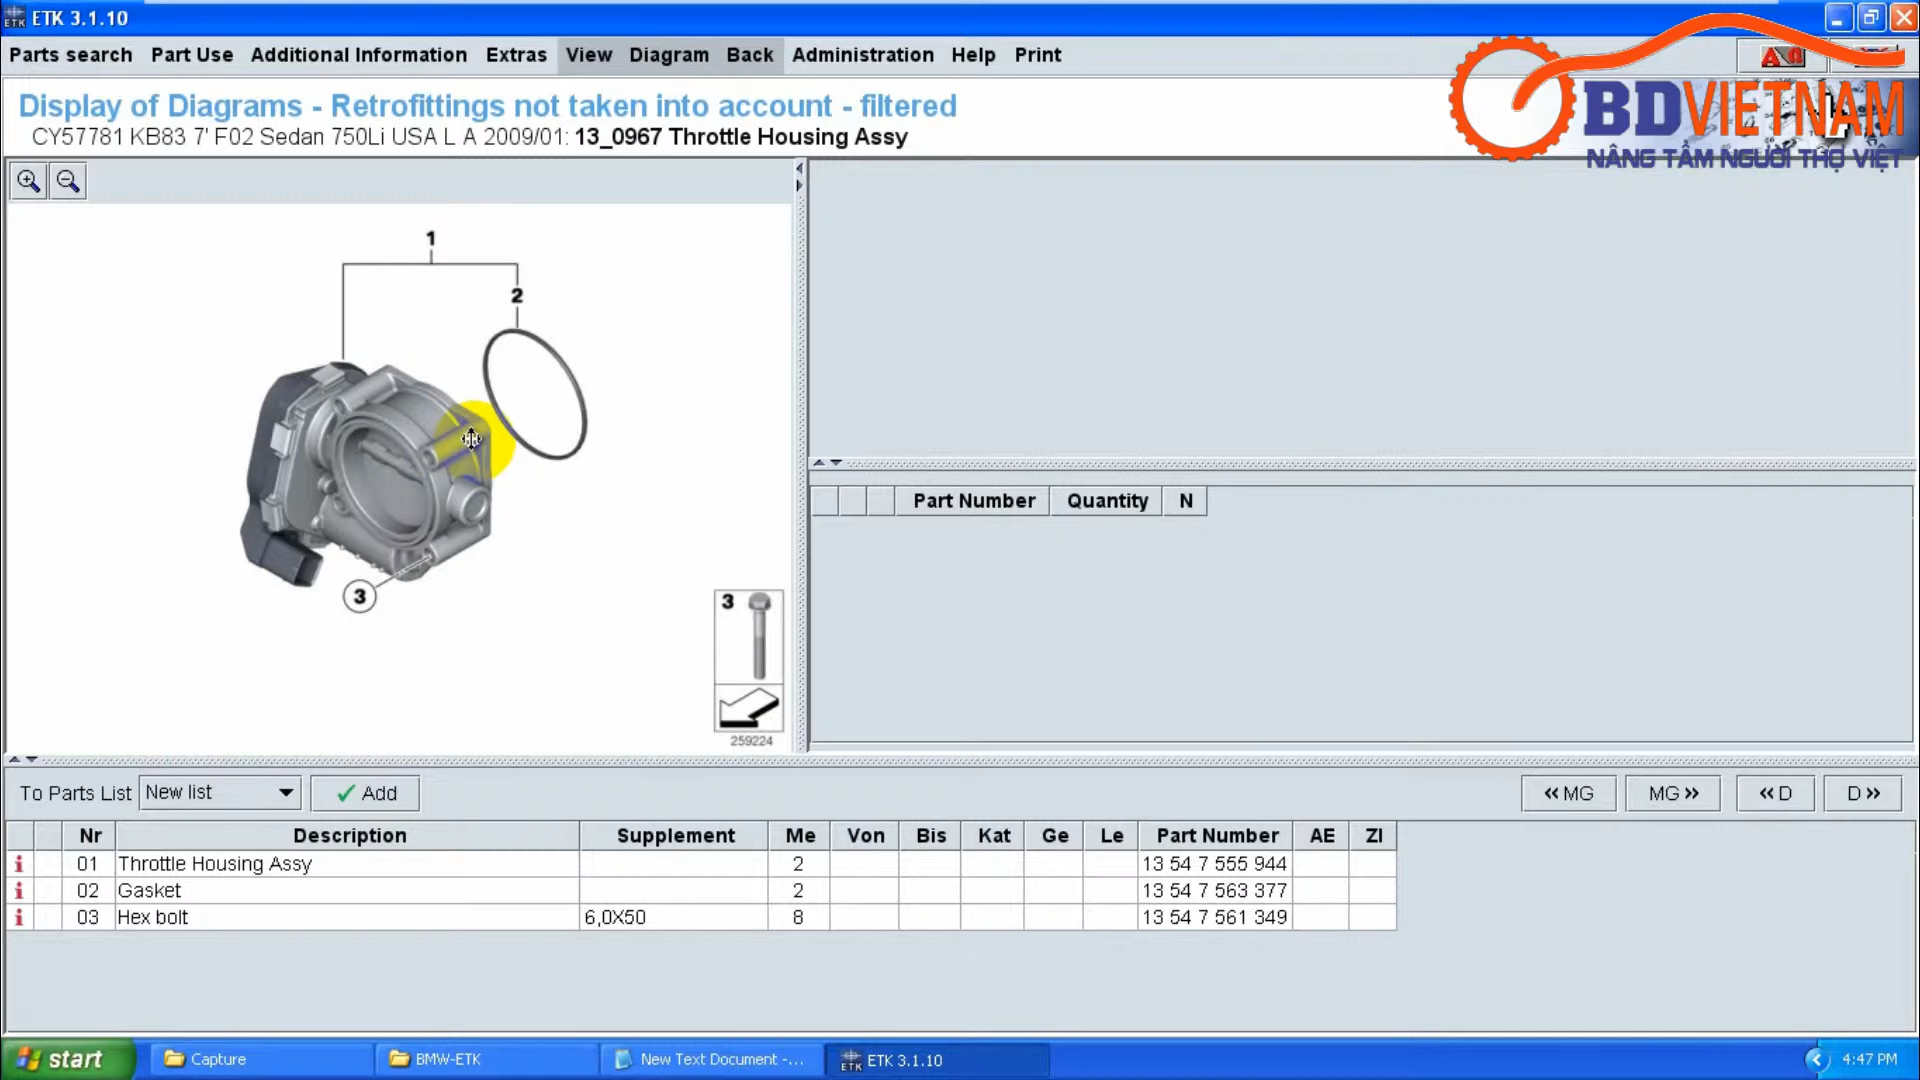 ETK 3.1.10
Parts search Part Use Additional Information Extras View Diagram Back Administration Help Print
Display of Diagrams - Retrofittings not taken into account - filtered
CY57781 KB83 7' F02 Sedan 750Li USA L A 2009/01: 13_0967 Throttle Housing Assy
BDVIETNAM
NÂNG TẦM NGƯỜI THỢ VIỆT
1
2
3
3
259224
Part Number Quantity N
To Parts List New list Add «MG MG» «D D»
Nr Description Supplement Me Von Bis Kat Ge Le Part Number AE ZI
01 Throttle Housing Assy 2 13 54 7 555 944
02 Gasket 2 13 54 7 563 377
03 Hex bolt 6,0X50 8 13 54 7 561 349
start Capture BMW-ETK New Text Document -... ETK 3.1.10 4:47 PM